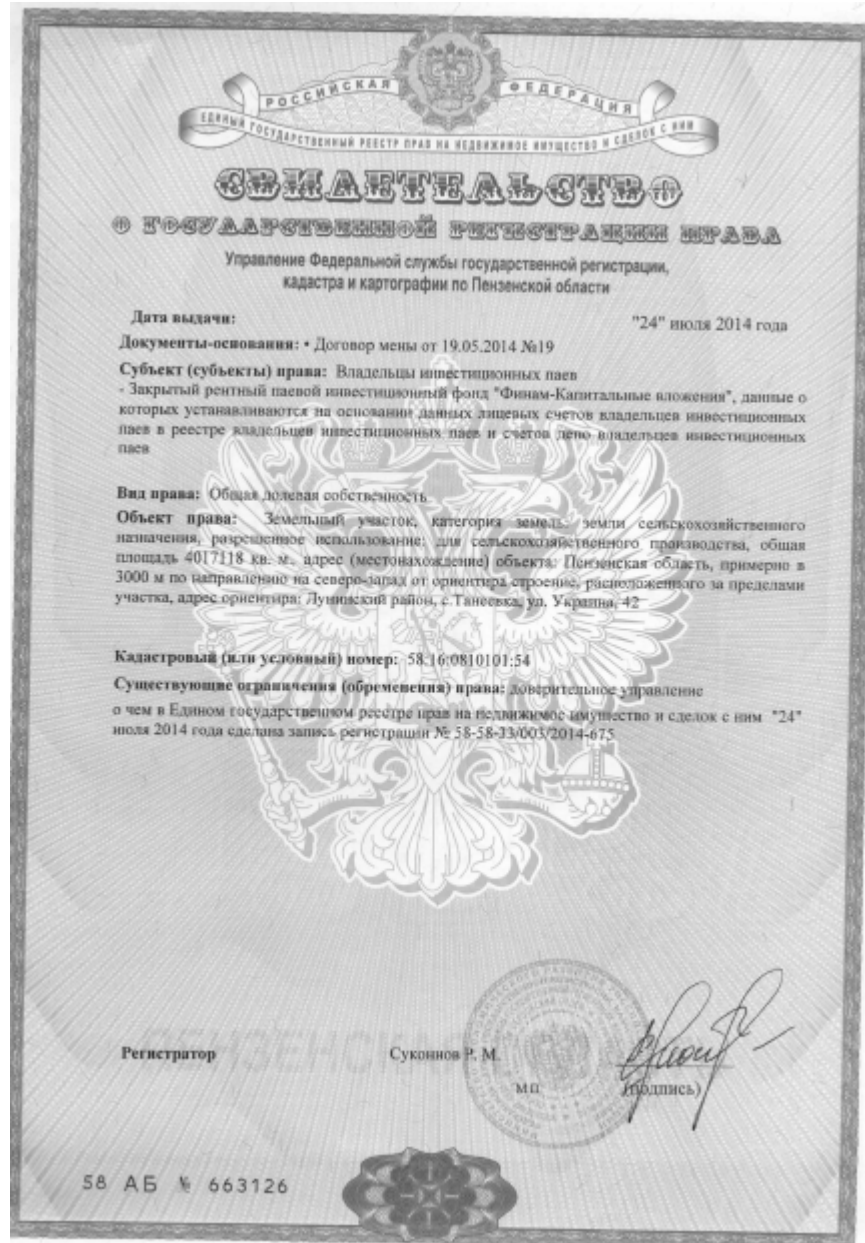 РОССИЙСКАЯ ФЕДЕРАЦИЯ
ЕДИНЫЙ ГОСУДАРСТВЕННЫЙ РЕЕСТР ПРАВ НА НЕДВИЖИМОЕ ИМУЩЕСТВО И СДЕЛОК С НИМ
СВИДЕТЕЛЬСТВО
О ГОСУДАРСТВЕННОЙ РЕГИСТРАЦИИ ПРАВА
Управление Федеральной службы государственной регистрации,
кадастра и картографии по Пензенской области
Дата выдачи: "24" июля 2014 года
Документы-основания: • Договор мены от 19.05.2014 №19
Субъект (субъекты) права: Владельцы инвестиционных паев
- Закрытый рентный паевой инвестиционный фонд "Финам-Капитальные вложения", данные о
которых устанавливаются на основании данных лицевых счетов владельцев инвестиционных
паев в реестре владельцев инвестиционных паев и счетов депо владельцев инвестиционных
паев
Вид права: Общая долевая собственность
Объект права: Земельный участок, категория земель: земли сельскохозяйственного
назначения, разрешенное использование: для сельскохозяйственного производства, общая
площадь 4017118 кв. м., адрес (местонахождение) объекта: Пензенская область, примерно в
3000 м по направлению на северо-запад от ориентира строение, расположенного за пределами
участка, адрес ориентира: Лунинский район, с.Танеевка, ул. Украина, 42
Кадастровый (или условный) номер: 58:16:0810101:54
Существующие ограничения (обременения) права: доверительное управление
о чем в Едином государственном реестре прав на недвижимое имущество и сделок с ним "24"
июля 2014 года сделана запись регистрации № 58-58-33/003/2014-675
Регистратор Суконнов Р. М.
М.П. (подпись)
58 АБ № 663126